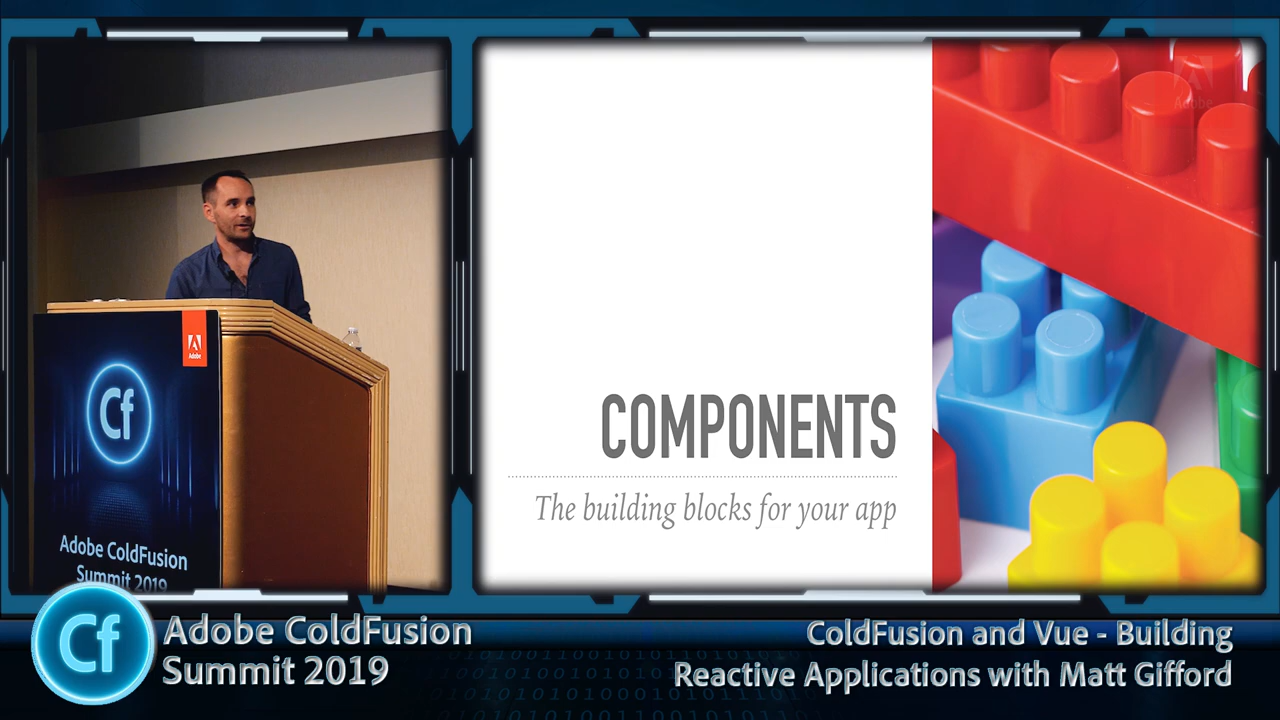 Adobe
COMPONENTS
The building blocks for your app
Adobe
Cf
Adobe ColdFusion
Summit 2019
Cf
Adobe ColdFusion
Summit 2019
ColdFusion and Vue - Building
Reactive Applications with Matt Gifford